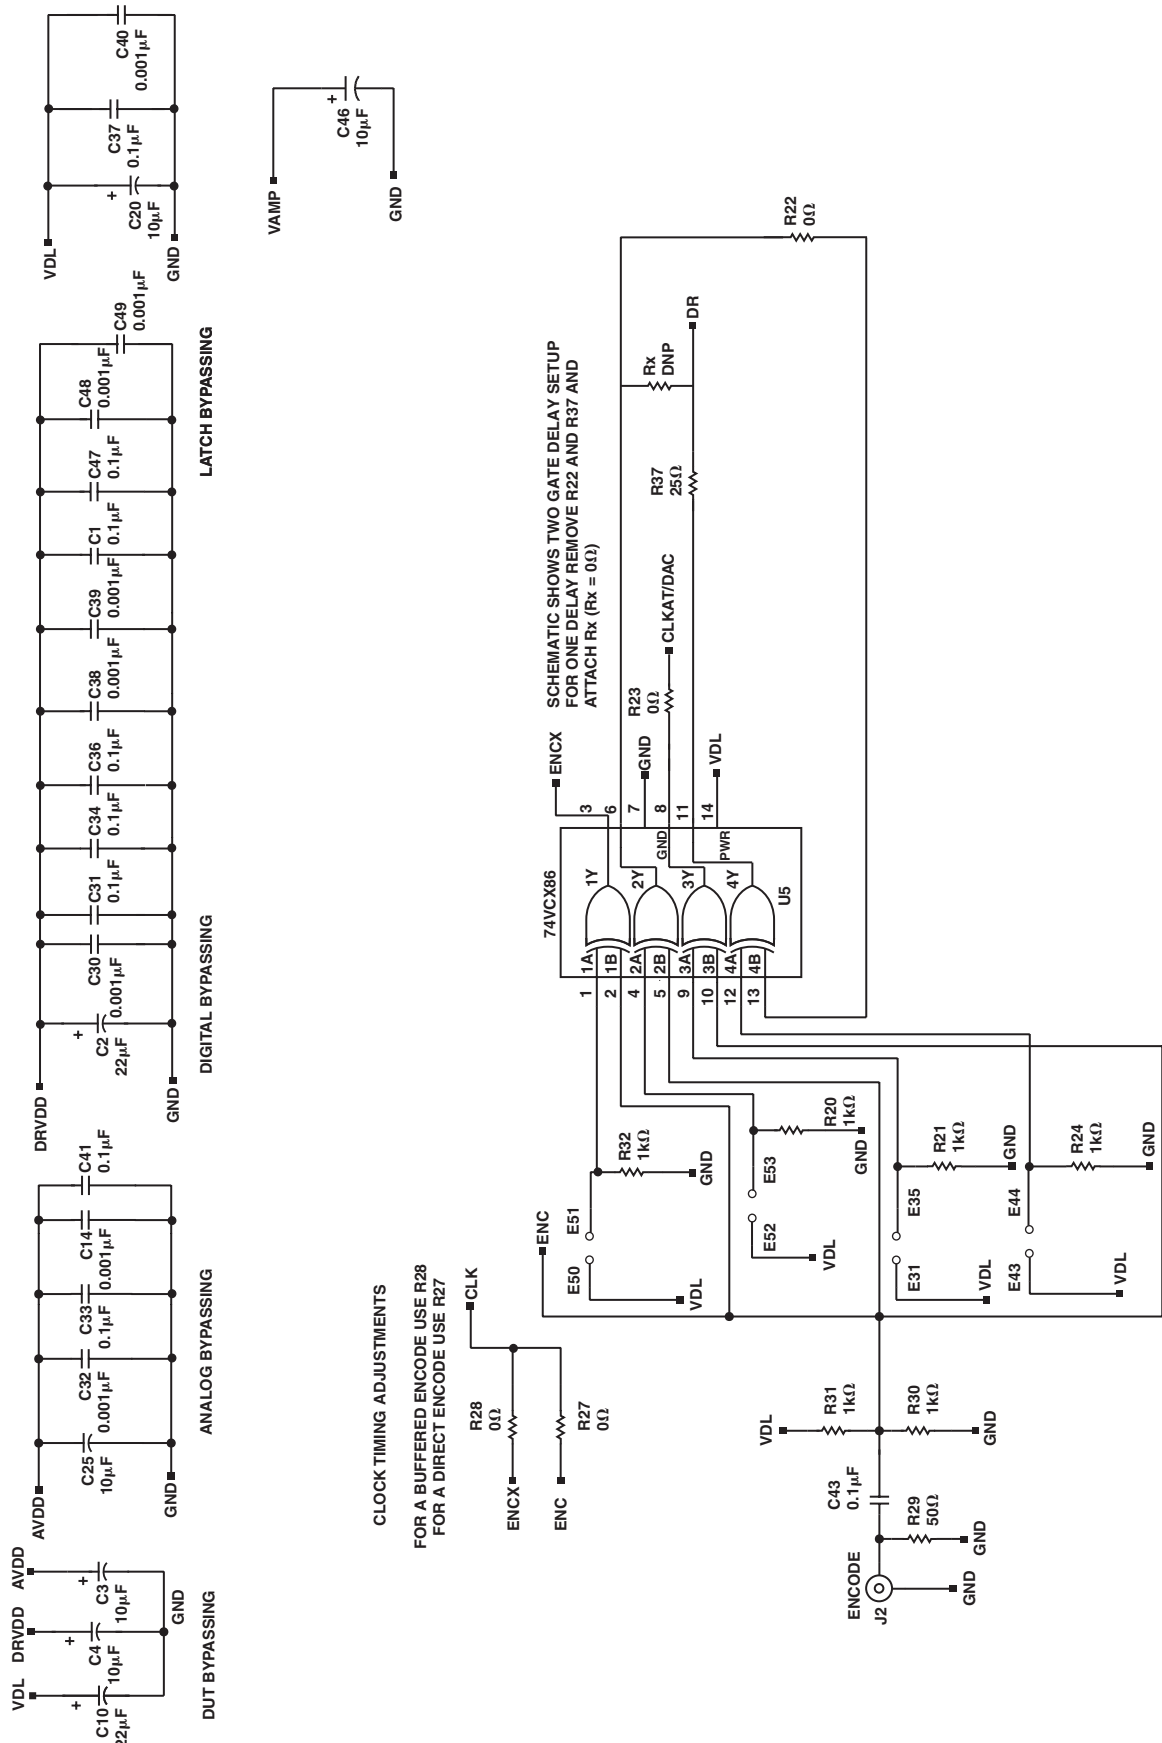 C40
0.001µF
C37
0.1µF
C20
10µF
+
VDL
GND
C46
10µF
+
VAMP
GND
C49
0.001µF
C48
0.001µF
C47
0.1µF
C1
0.1µF
C39
0.001µF
C38
0.001µF
C36
0.1µF
C34
0.1µF
C31
0.1µF
C30
0.001µF
C2
22µF
+
DRVDD
GND
LATCH BYPASSING
DIGITAL BYPASSING
C41
0.1µF
C14
0.001µF
C33
0.1µF
C32
0.001µF
C25
10µF
AVDD
GND
ANALOG BYPASSING
AVDD
DRVDD
VDL
C3
10µF
+
C4
10µF
+
C10
22µF
+
GND
DUT BYPASSING
SCHEMATIC SHOWS TWO GATE DELAY SETUP
FOR ONE DELAY REMOVE R22 AND R37 AND
ATTACH Rx (Rx = 0Ω)
R22
0Ω
DR
Rx
DNP
R37
25Ω
CLKAT/DAC
R23
0Ω
ENCX
GND
VDL
3
6
7
8
11
14
GND
PWR
74VCX86
1Y
2Y
3Y
4Y
U5
1A
1B
2A
2B
3A
3B
4A
4B
1
2
4
5
9
10
12
13
R32
1kΩ
GND
E51
E50
VDL
ENC
R20
1kΩ
GND
E53
E52
VDL
R21
1kΩ
GND
E35
E31
VDL
R24
1kΩ
GND
E44
E43
VDL
CLOCK TIMING ADJUSTMENTS
FOR A BUFFERED ENCODE USE R28
FOR A DIRECT ENCODE USE R27
CLK
R28
0Ω
R27
0Ω
ENCX
ENC
VDL
R31
1kΩ
R30
1kΩ
GND
C43
0.1µF
R29
50Ω
GND
ENCODE
J2
GND